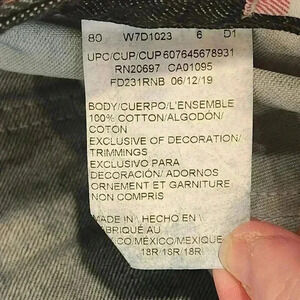 80 W7D1023 6 D1
UPC/CUP/CUP607645678931
RN20697 CA01095
FD231RNB 06/12/19
BODY/CUERPO/L'ENSEMBLE
100% COTTON/ALGODÓN/
COTON
EXCLUSIVE OF DECORATION/
TRIMMINGS
EXCLUSIVO PARA
DECORACIÓN/ ADORNOS
ORNEMENT ET GARNITURE
NON COMPRIS
MADE IN \ HECHO EN \
FABRIQUÉ AU
MEXICO/MÉXICO/MEXIQUE
18R/18R/18R/